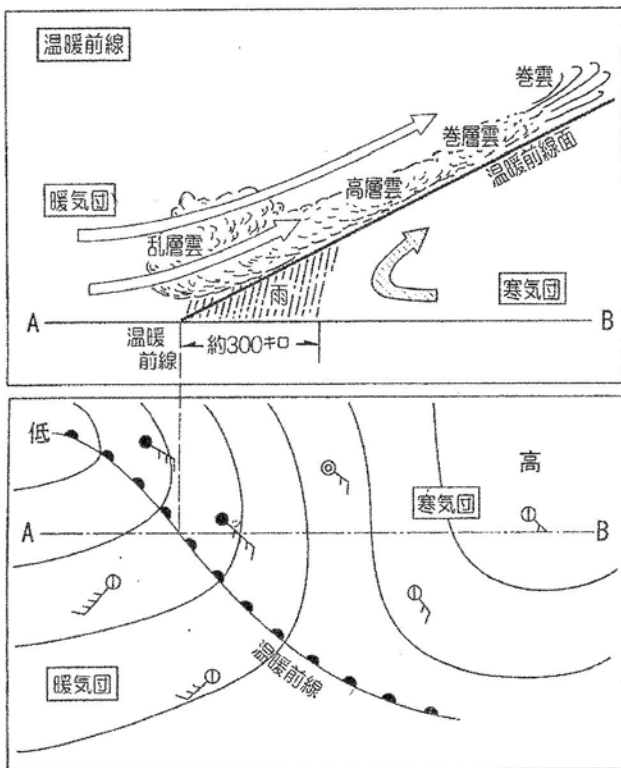 温暖前線
巻雲
巻層雲
温暖前線面
高層雲
暖気団
乱層雲
雨
寒気団
A
B
温暖
前線
約300キロ
低
高
寒気団
A
B
温暖前線
暖気団